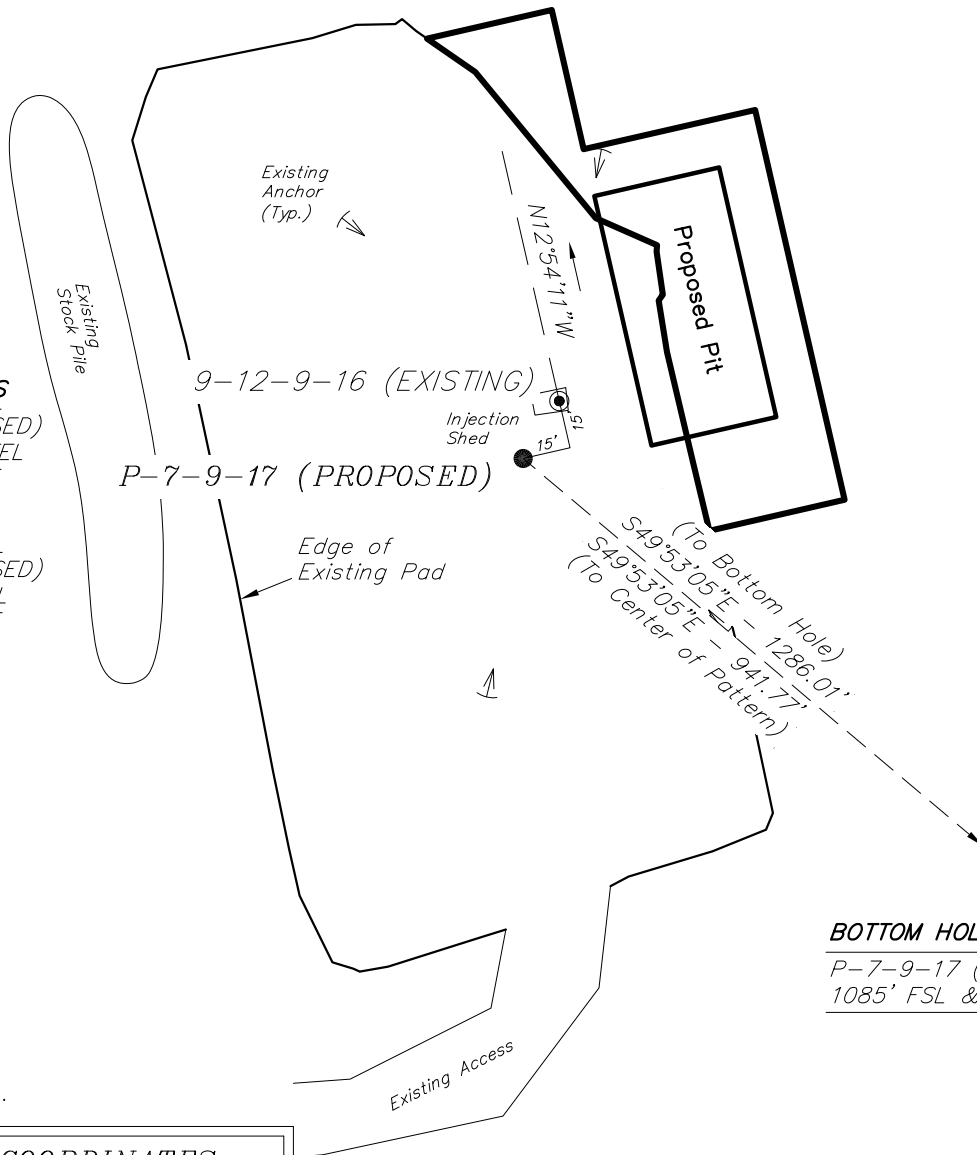 Existing
Anchor
(Typ.)
N12°54'11"W
Proposed Pit
Existing
Stock Pile
9-12-9-16 (EXISTING)
Injection
Shed
15'
15'
P-7-9-17 (PROPOSED)
Edge of
Existing Pad
(To Bottom Hole)
S49°53'05"E - 1286.01'
S49°53'05"E - 941.77'
(To Center of Pattern)
BOTTOM HOL
P-7-9-17 (
1085' FSL &
Existing Access
COORDINATES